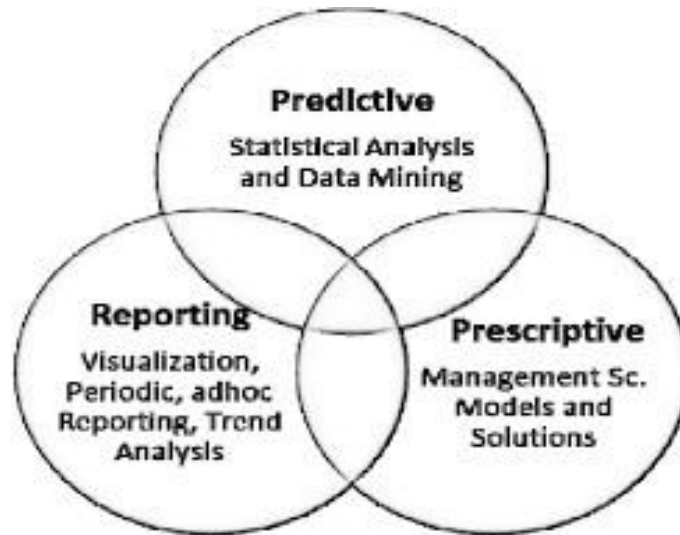 Predictive
Statistical Analysis
and Data Mining
Reporting
Visualization,
Periodic, adhoc
Reporting, Trend
Analysis
Prescriptive
Management Sc.
Models and
Solutions